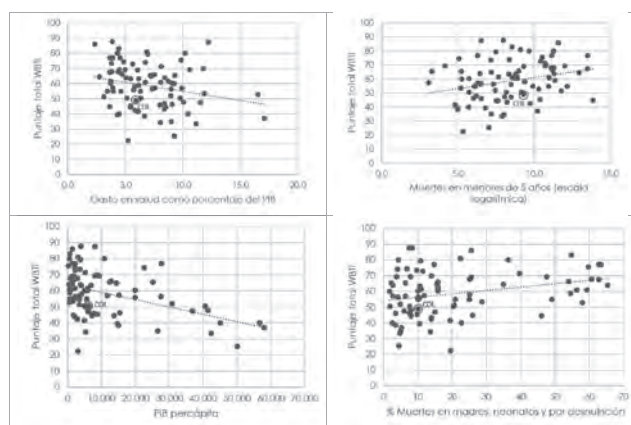 Puntaje total WBTi
100
90
80
70
60
50
40
30
20
10
0
COL
0.0 5.0 10.0 15.0 20.0
Gasto en salud como porcentaje del PIB
Puntaje total WBTi
100
90
80
70
60
50
40
30
20
10
0
COL
0.0 5.0 10.0 15.0
Muertes en menores de 5 años (escala
logarítmica)
Puntaje total WBTi
100
90
80
70
60
50
40
30
20
10
0
COL
0 10.000 20.000 30.000 40.000 50.000 60.000 70.000
PIB percápita
Puntaje total WBTi
100
90
80
70
60
50
40
30
20
10
0
COL
0 10 20 30 40 50 60 70
% Muertes en madres, neonatos y por desnutrición